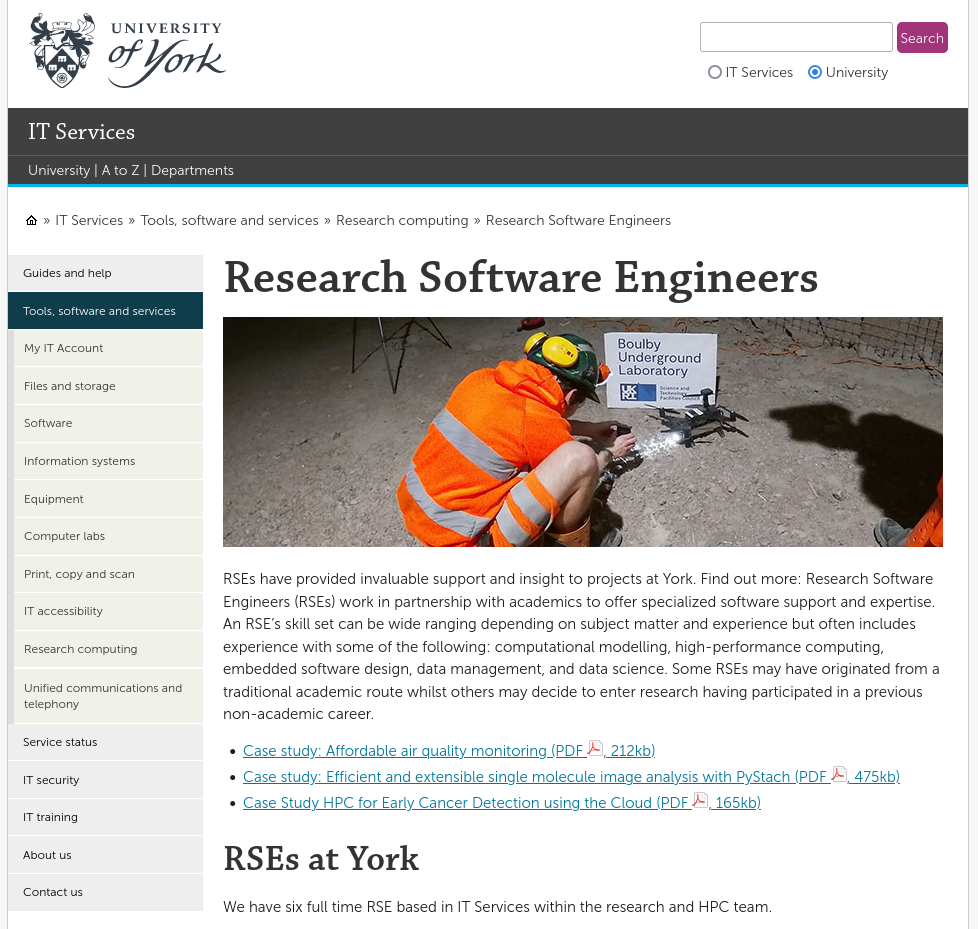 UNIVERSITY
of York
Search
IT Services
University
IT Services
University | A to Z | Departments
» IT Services » Tools, software and services » Research computing » Research Software Engineers
Guides and help
Tools, software and services
My IT Account
Files and storage
Software
Information systems
Equipment
Computer labs
Print, copy and scan
IT accessibility
Research computing
Unified communications and
telephony
Service status
IT security
IT training
About us
Contact us
Research Software Engineers
Boulby
Underground
Laboratory
Science and
Technology
Facilities Council
RSEs have provided invaluable support and insight to projects at York. Find out more: Research Software
Engineers (RSEs) work in partnership with academics to offer specialized software support and expertise.
An RSE’s skill set can be wide ranging depending on subject matter and experience but often includes
experience with some of the following: computational modelling, high-performance computing,
embedded software design, data management, and data science. Some RSEs may have originated from a
traditional academic route whilst others may decide to enter research having participated in a previous
non-academic career.
• Case study: Affordable air quality monitoring (PDF , 212kb)
• Case study: Efficient and extensible single molecule image analysis with PyStach (PDF , 475kb)
• Case Study HPC for Early Cancer Detection using the Cloud (PDF , 165kb)
RSEs at York
We have six full time RSE based in IT Services within the research and HPC team.